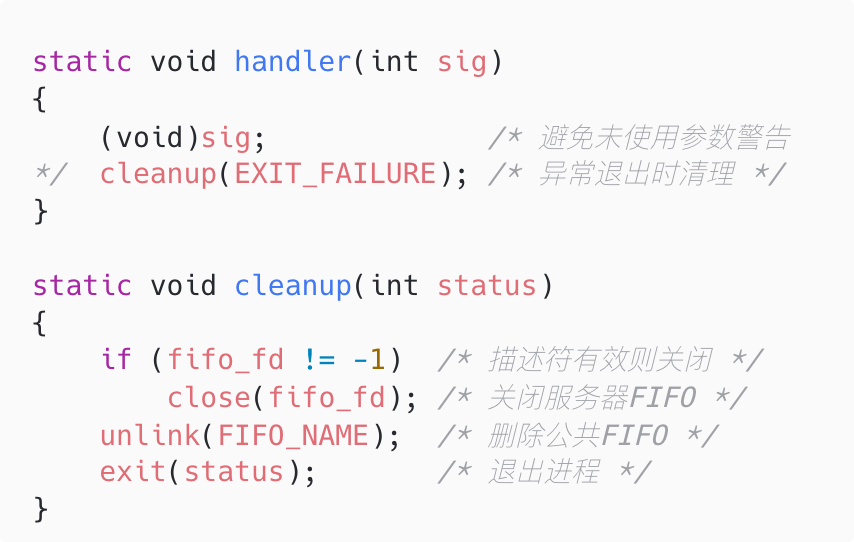 static void handler(int sig)
{
    (void)sig;             /* 避免未使用参数警告
*/  cleanup(EXIT_FAILURE); /* 异常退出时清理 */
}

static void cleanup(int status)
{
    if (fifo_fd != -1)  /* 描述符有效则关闭 */
        close(fifo_fd); /* 关闭服务器FIFO */
    unlink(FIFO_NAME);  /* 删除公共FIFO */
    exit(status);       /* 退出进程 */
}